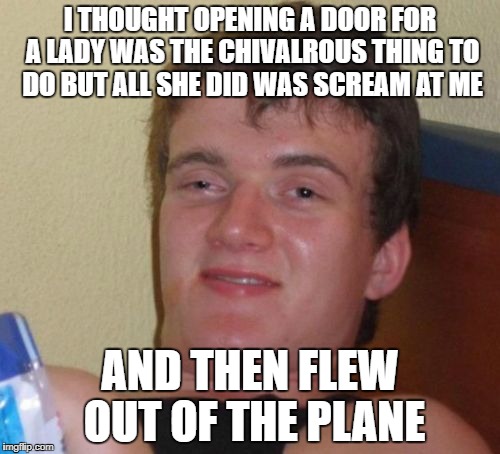 I THOUGHT OPENING A DOOR FOR
A LADY WAS THE CHIVALROUS THING TO
DO BUT ALL SHE DID WAS SCREAM AT ME
AND THEN FLEW
OUT OF THE PLANE
imgflip.com